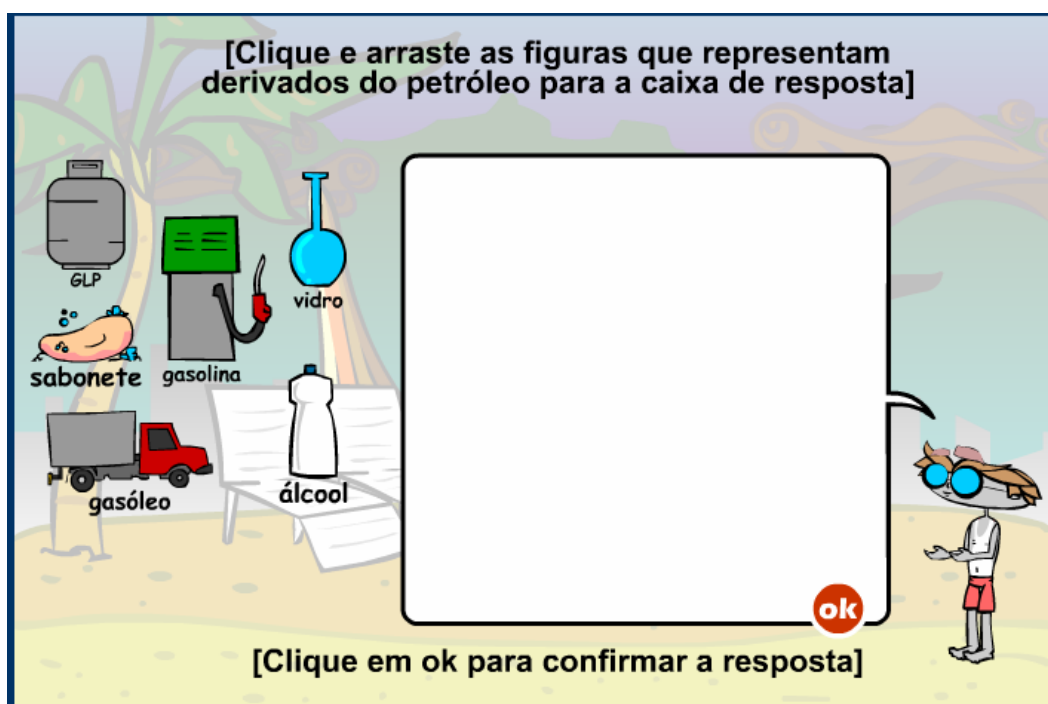 [Clique e arraste as figuras que representam
derivados do petróleo para a caixa de resposta]
GLP
vidro
sabonete
gasolina
gasóleo
álcool
ok
[Clique em ok para confirmar a resposta]